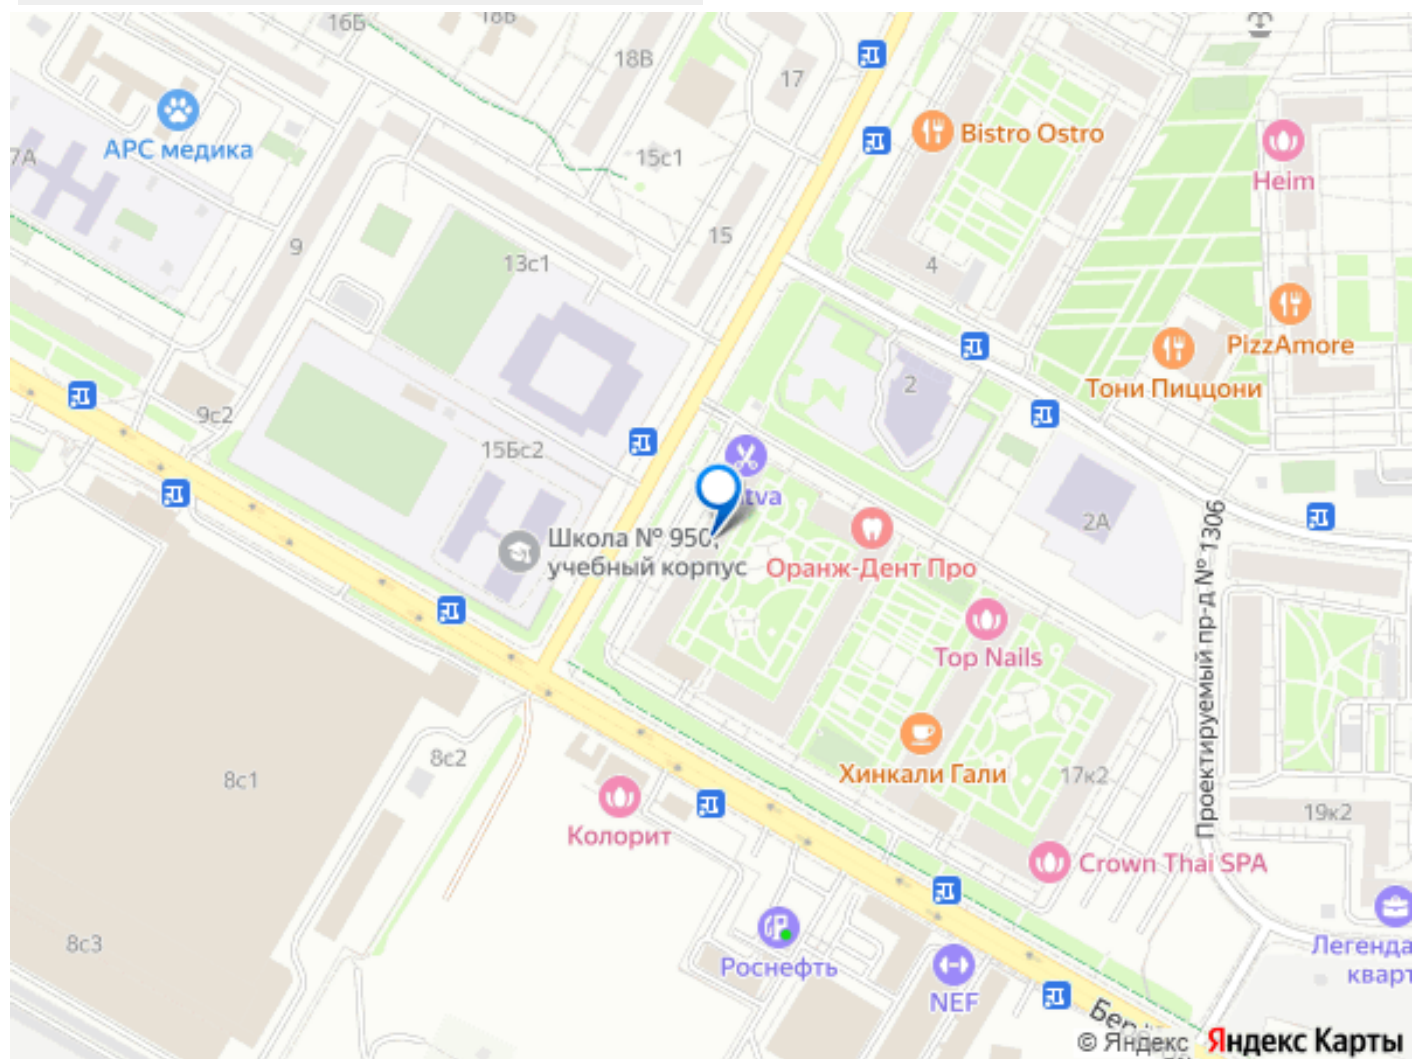 16Б
18Б
18В
17
АРС медика
7А
15с1
Bistro Ostro
Heim
9
13с1
15
4
PizzAmore
Тони Пиццони
2
9с2
15Бс2
tva
2А
Школа № 950,
учебный корпус
Оранж-Дент Про
Проектируемый пр-д № 1306
Top Nails
8с2
8с1
Хинкали Гали
17к2
19к2
Колорит
Crown Thai SPA
8с3
Роснефть
NEF
Легенда
кварт
Бер
© Яндекс Яндекс Карты